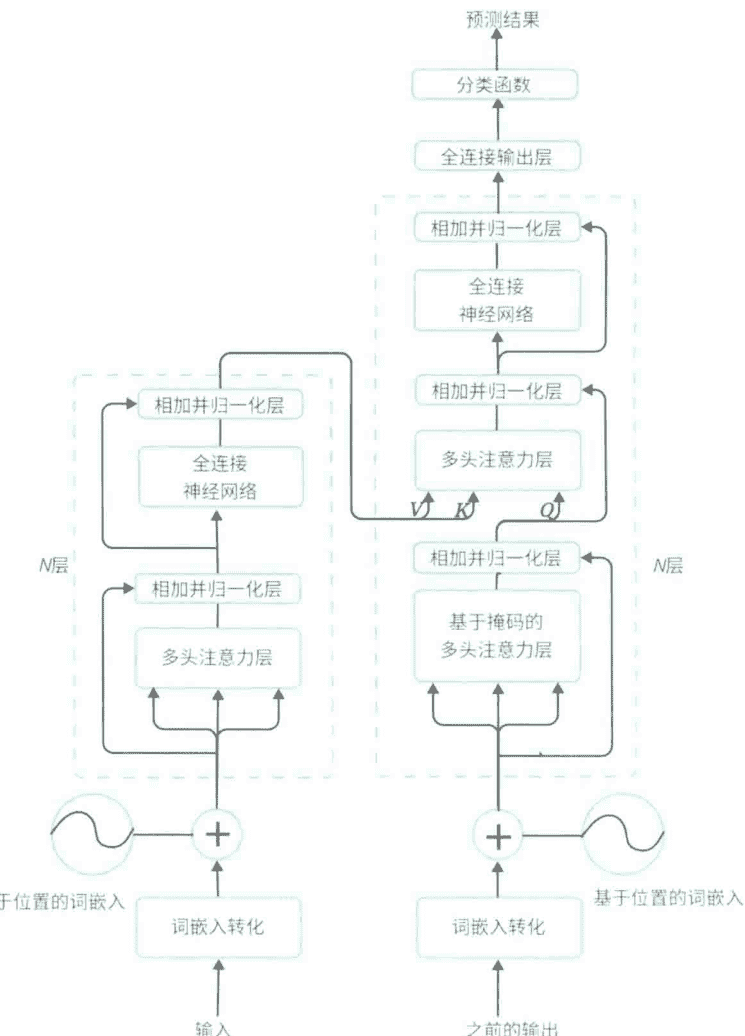 预测结果
分类函数
全连接输出层
相加并归一化层
全连接
神经网络
相加并归一化层
多头注意力层
V K Q
相加并归一化层
基于掩码的
多头注意力层
N层
相加并归一化层
全连接
神经网络
N层
相加并归一化层
多头注意力层
于位置的词嵌入
词嵌入转化
输入
基于位置的词嵌入
词嵌入转化
之前的输出